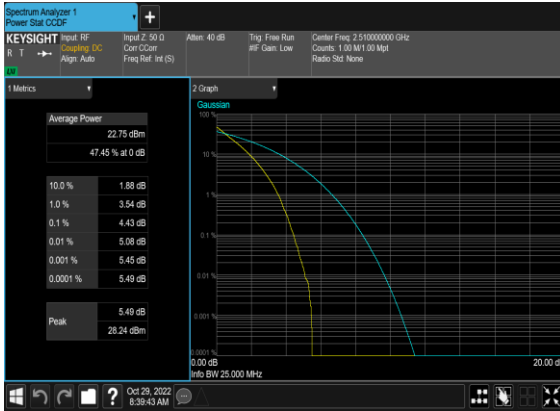 Spectrum Analyzer 1
Power Stat CCDF
+
KEYSIGHT
R T
LXI
Input: RF
Coupling: DC
Align: Auto
Input Z: 50 Ω
Corr CCorr
Freq Ref: Int (S)
Atten: 40 dB
Trig: Free Run
#IF Gain: Low
Center Freq: 2.510000000 GHz
Counts: 1.00 M/1.00 Mpt
Radio Std: None
1 Metrics
Average Power
22.75 dBm
47.45 % at 0 dB
10.0 % 1.88 dB
1.0 % 3.54 dB
0.1 % 4.43 dB
0.01 % 5.08 dB
0.001 % 5.45 dB
0.0001 % 5.49 dB
Peak
5.49 dB
28.24 dBm
2 Graph
Gaussian
100 %
10 %
1 %
0.1 %
0.01 %
0.001 %
0.0001 %
0.00 dB
20.00 d
Info BW 25.000 MHz
?
Oct 29, 2022
8:39:43 AM